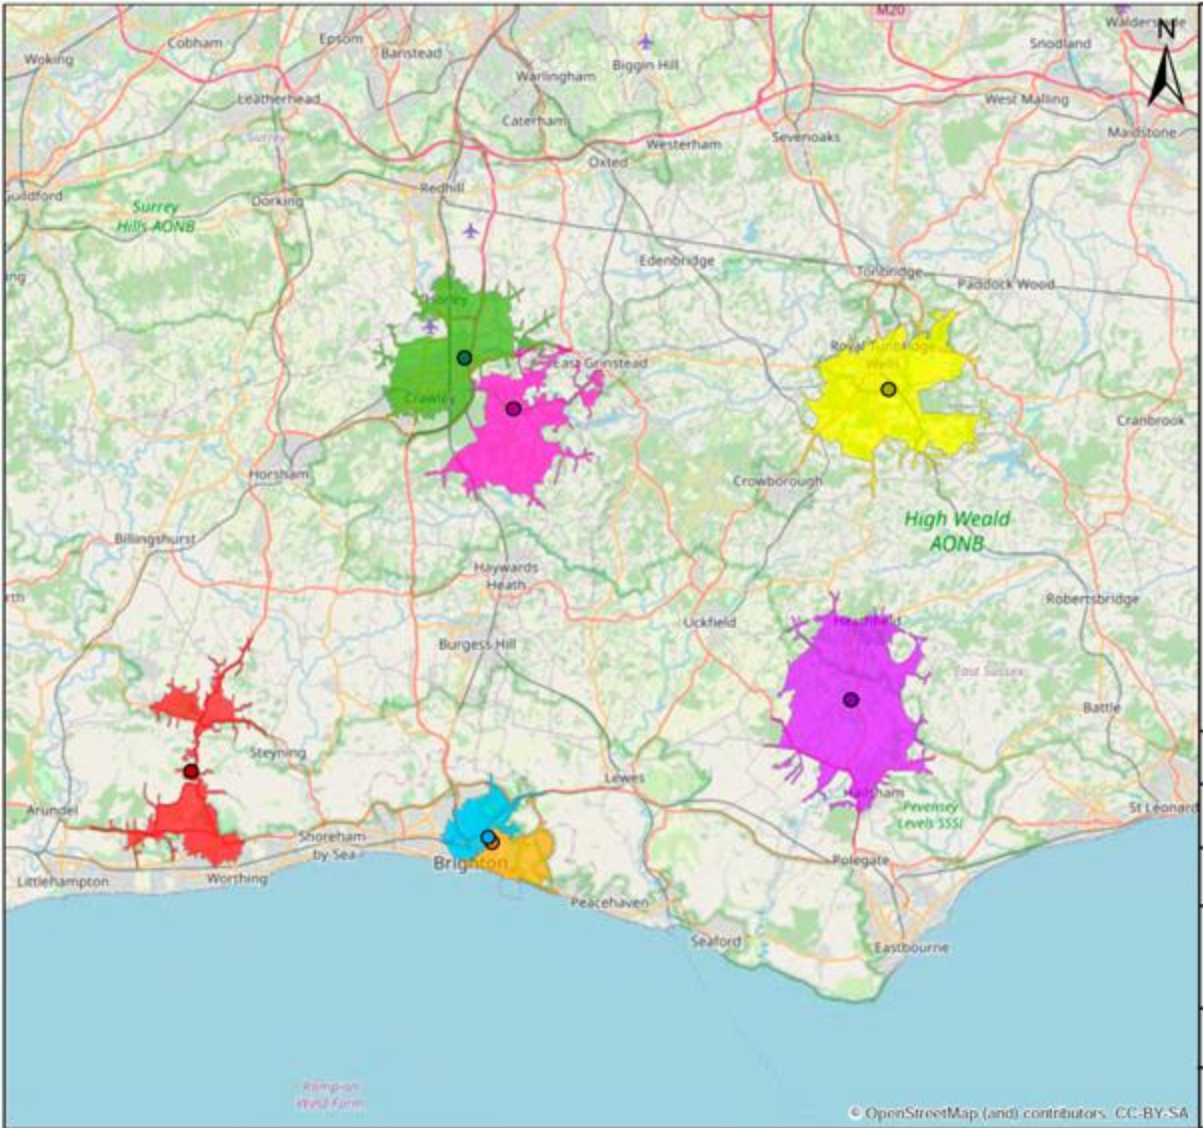 M20
Cobham
Epsom
Banstead
Woking
Warlingham
Biggin Hill
Snodland
N
Leatherhead
West Malling
Caterham
Surrey
Sevenoaks
Maidstone
Westerham
Oxted
Redhill
Guildford
Dorking
Surrey
Hills AONB
Edenbridge
Tonbridge
Paddock Wood
Horley
Royal Tunbridge
Wells
East Grinstead
Crawley
Cranbrook
Horsham
Crowborough
High Weald
AONB
Billingshurst
Haywards
Heath
Robertsbridge
Uckfield
Heathfield
Burgess Hill
East Sussex
Battle
Steyning
Lewes
Hailsham
Arundel
Pevensey
Levels SSSI
St Leonard
Shoreham
by Sea
Brighton
Polegate
Littlehampton
Worthing
Peacehaven
Seaford
Eastbourne
Rampion
Wind Farm
© OpenStreetMap (and) contributors, CC-BY-SA